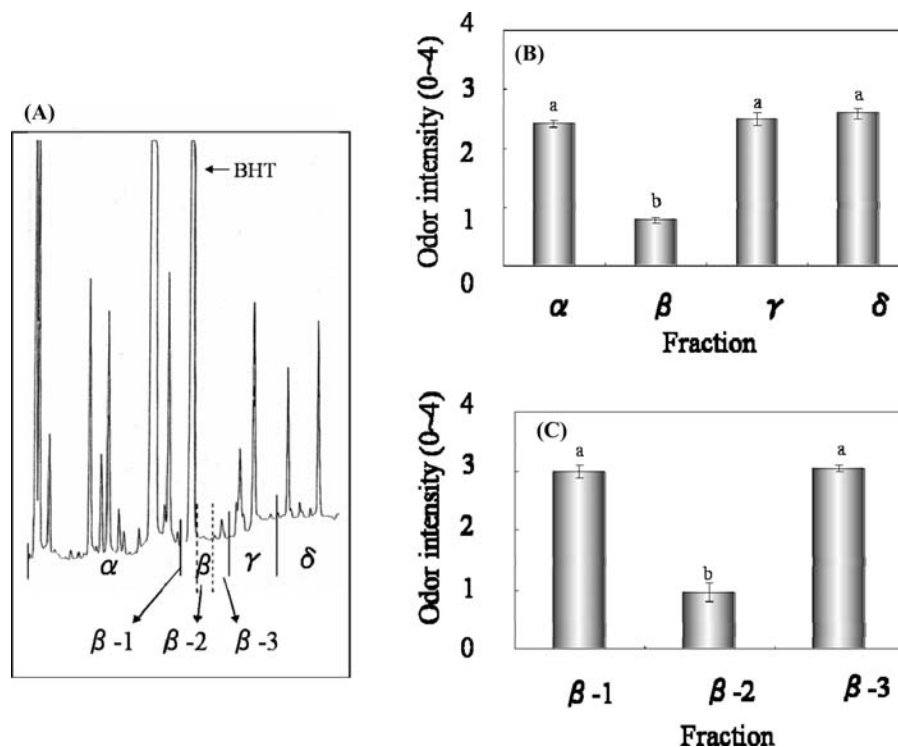 (A)
BHT
α
β
γ
δ
β-1
β-2
β-3
(B)
Odor intensity (0~4)
4
3
2
1
0
a
b
a
a
α
β
γ
δ
Fraction
(C)
Odor intensity (0~4)
4
3
2
1
0
a
b
a
β-1
β-2
β-3
Fraction